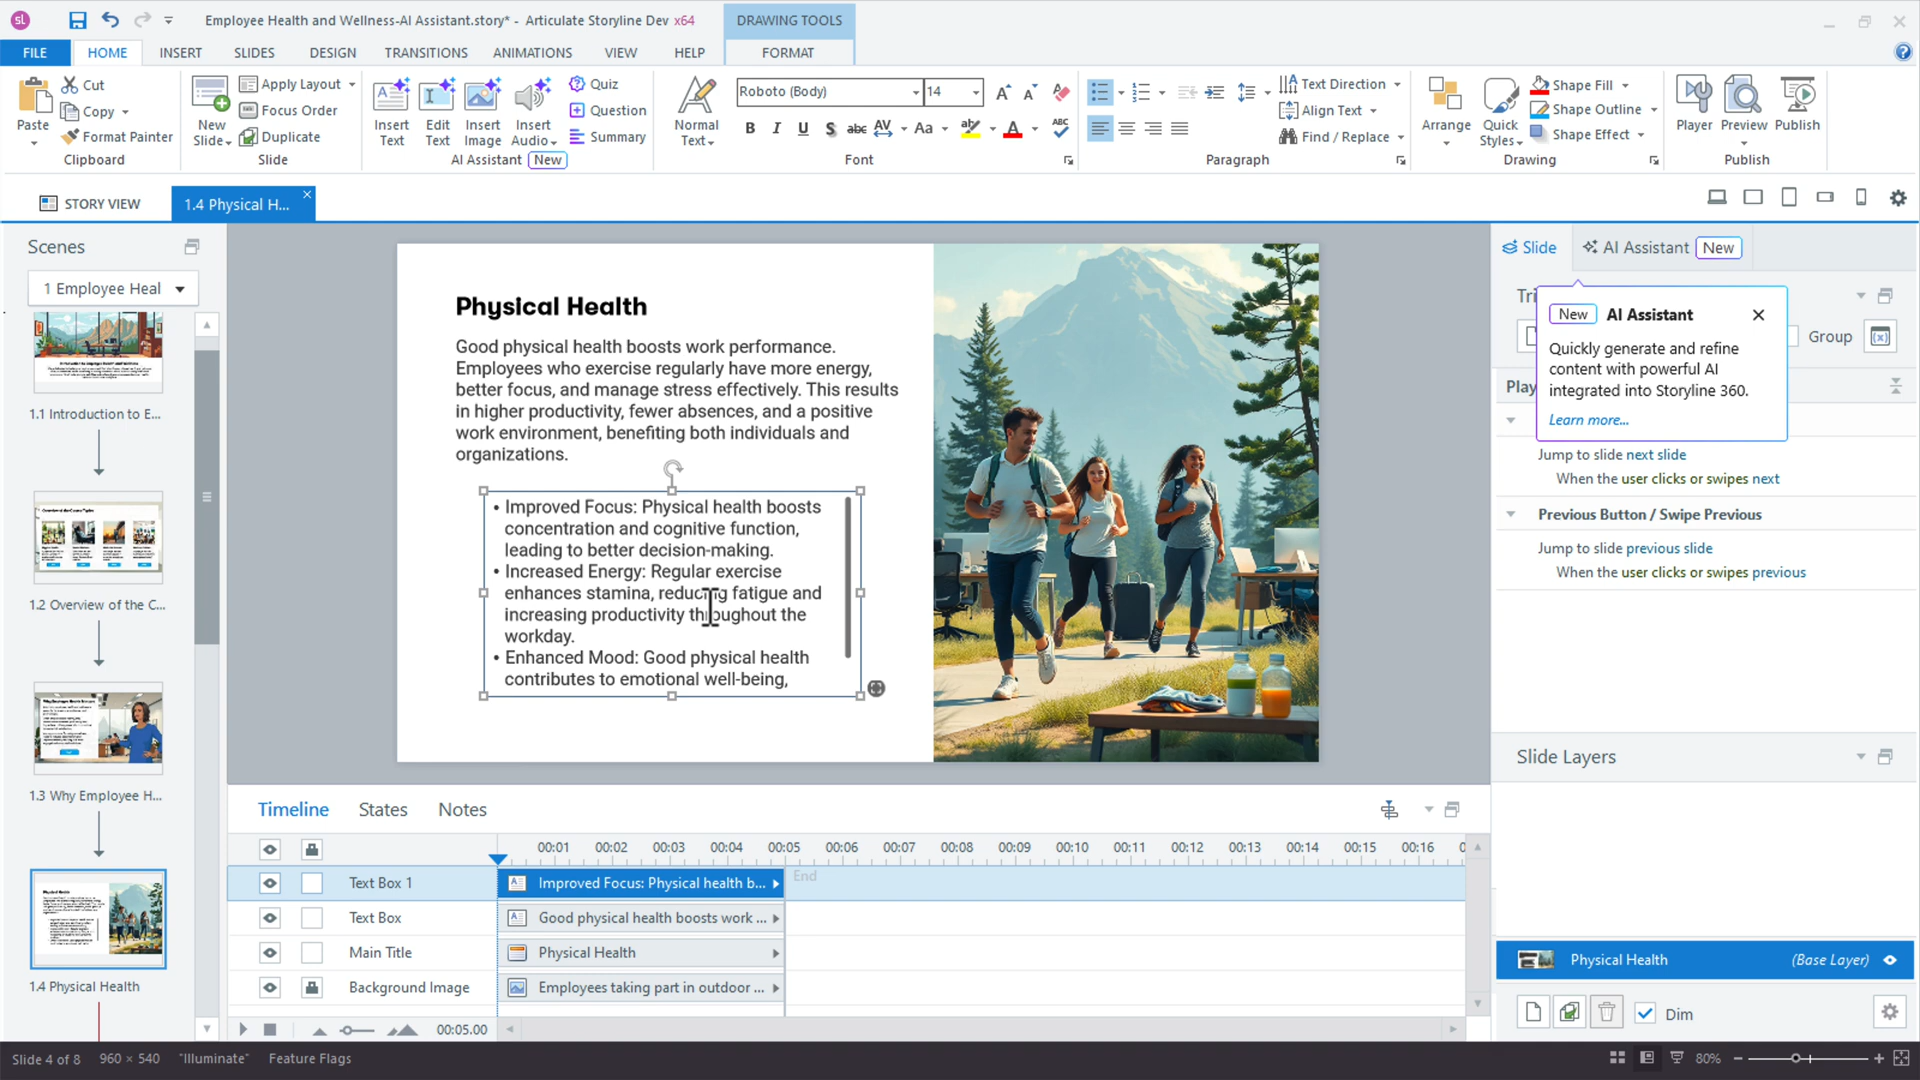 sl
Employee Health and Wellness-AI Assistant.story* - Articulate Storyline Dev x64
DRAWING TOOLS
FILE HOME INSERT SLIDES DESIGN TRANSITIONS ANIMATIONS VIEW HELP FORMAT
Paste
Cut
Copy
Format Painter
Clipboard
New Slide
Apply Layout
Focus Order
Duplicate
Slide
Insert Text
Edit Text
Insert Image
Insert Audio
Quiz
Question
Summary
AI Assistant New
Normal Text
Roboto (Body) 14
B I U S abc AV Aa A ABC
Font
Text Direction
Align Text
Find / Replace
Paragraph
Arrange
Quick Styles
Shape Fill
Shape Outline
Shape Effect
Drawing
Player
Preview
Publish
Publish
STORY VIEW
1.4 Physical H...
Scenes
1 Employee Heal
1.1 Introduction to E...
1.2 Overview of the C...
1.3 Why Employee H...
1.4 Physical Health
Physical Health
Good physical health boosts work performance.
Employees who exercise regularly have more energy,
better focus, and manage stress effectively. This results
in higher productivity, fewer absences, and a positive
work environment, benefiting both individuals and
organizations.
• Improved Focus: Physical health boosts
concentration and cognitive function,
leading to better decision-making.
• Increased Energy: Regular exercise
enhances stamina, reducing fatigue and
increasing productivity throughout the
workday.
• Enhanced Mood: Good physical health
contributes to emotional well-being,
Slide
AI Assistant New
Tri
New AI Assistant
Quickly generate and refine
content with powerful AI
integrated into Storyline 360.
Learn more...
Group
(x)
Play
Jump to slide next slide
When the user clicks or swipes next
Previous Button / Swipe Previous
Jump to slide previous slide
When the user clicks or swipes previous
Slide Layers
Physical Health (Base Layer)
Dim
Timeline States Notes
00:01 00:02 00:03 00:04 00:05 00:06 00:07 00:08 00:09 00:10 00:11 00:12 00:13 00:14 00:15 00:16 0
Text Box 1 Improved Focus: Physical health b... End
Text Box Good physical health boosts work ...
Main Title Physical Health
Background Image Employees taking part in outdoor ...
00:05.00
Slide 4 of 8 960 × 540 "Illuminate" Feature Flags 80%